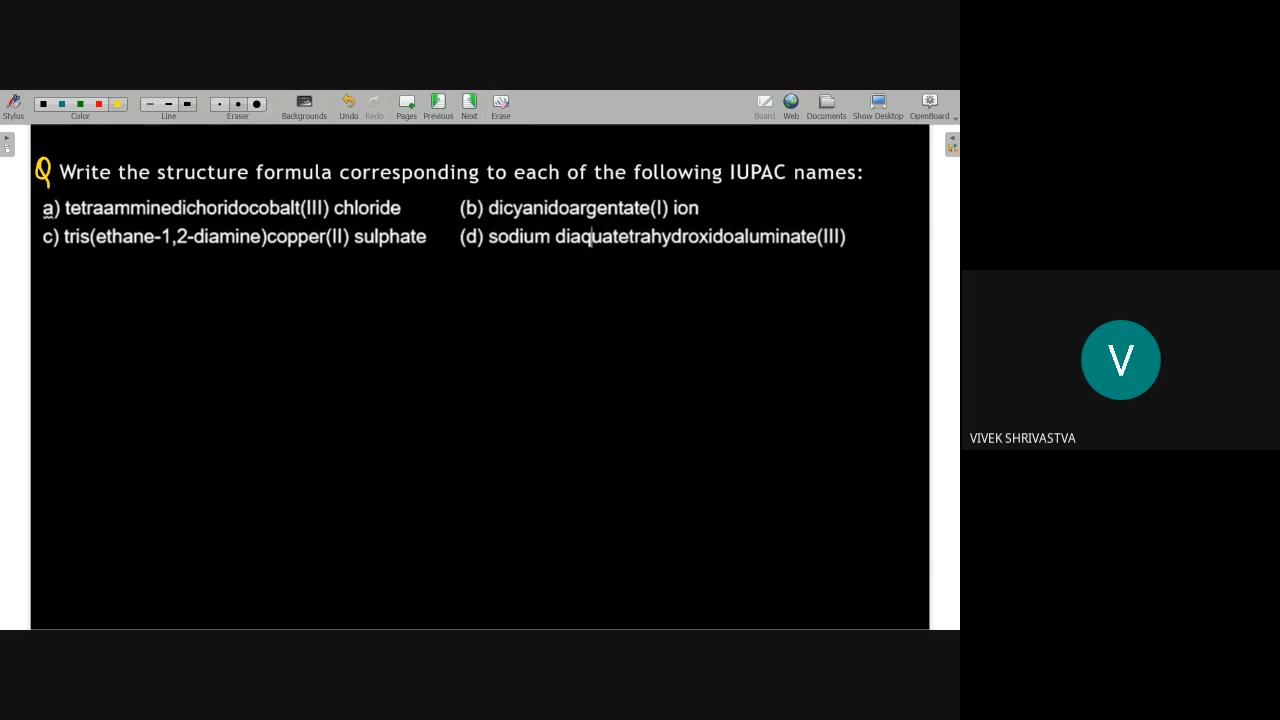 Stylus Color Line Eraser Backgrounds Undo Redo Pages Previous Next Erase Board Web Documents Show Desktop OpenBoard
Q Write the structure formula corresponding to each of the following IUPAC names:
a) tetraamminedichoridocobalt(III) chloride (b) dicyanidoargentate(I) ion
c) tris(ethane-1,2-diamine)copper(II) sulphate (d) sodium diaquatetrahydroxidoaluminate(III)
V
VIVEK SHRIVASTVA